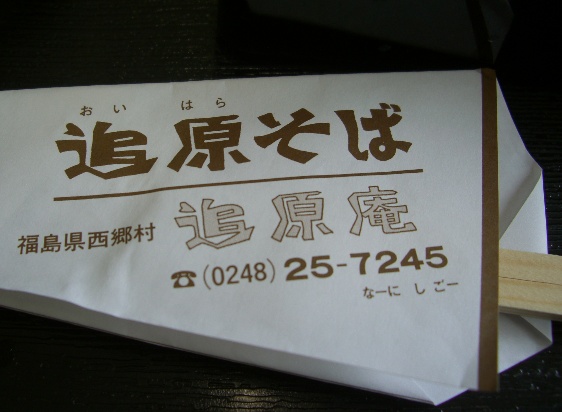 おいはら
追原そば
福島県西郷村 追原庵
☎(0248)25-7245
なーに しごー